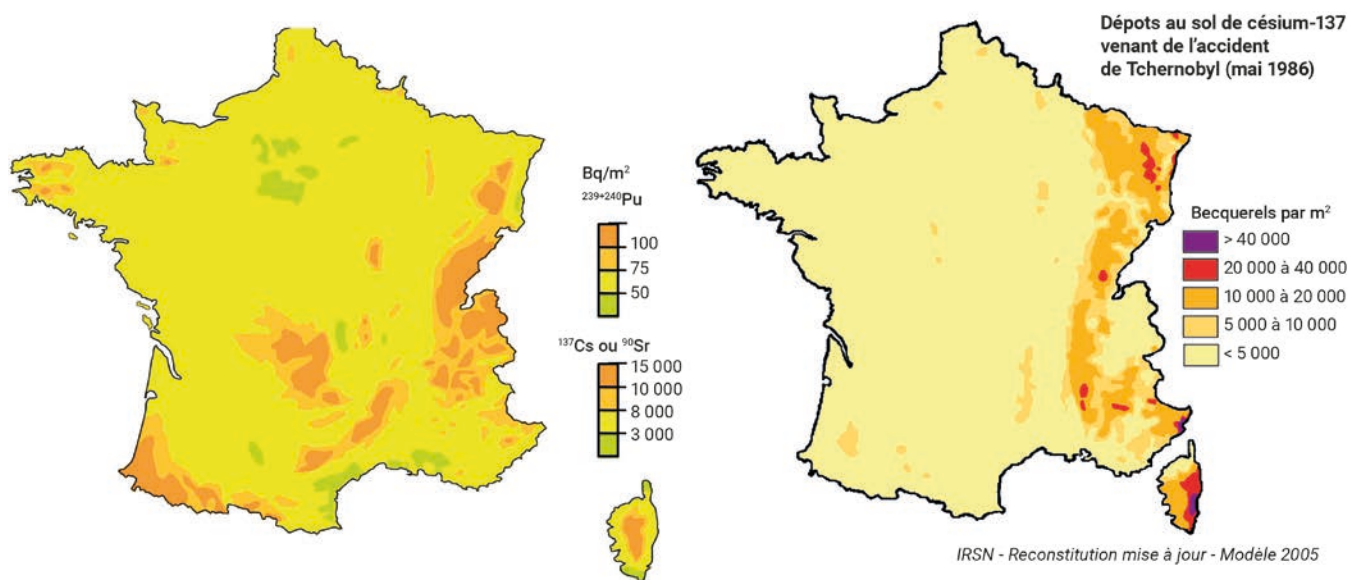 Bq/m²
²³⁹⁺²⁴⁰Pu
100
75
50
¹³⁷Cs ou ⁹⁰Sr
15 000
10 000
8 000
3 000
Dépots au sol de césium-137
venant de l'accident
de Tchernobyl (mai 1986)
Becquerels par m²
> 40 000
20 000 à 40 000
10 000 à 20 000
5 000 à 10 000
< 5 000
IRSN - Reconstitution mise à jour - Modèle 2005